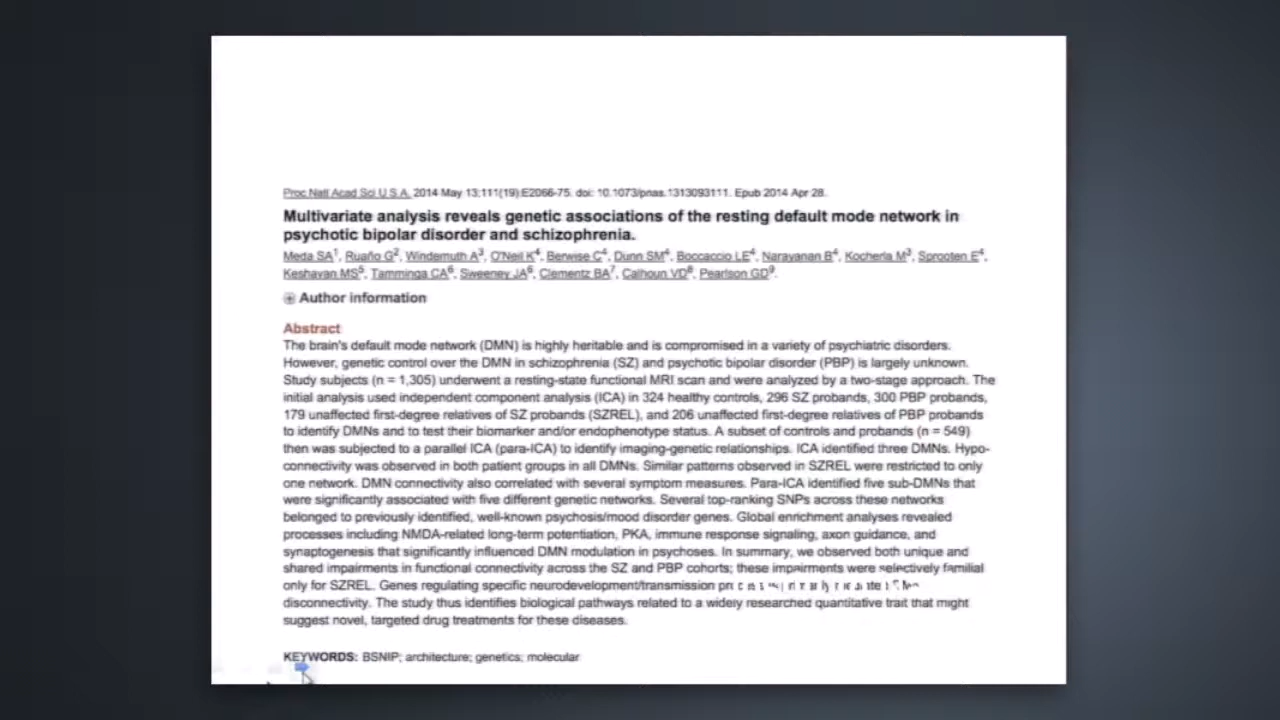 Proc Natl Acad Sci U S A. 2014 May 13;111(19):E2066-75. doi: 10.1073/pnas.1313093111. Epub 2014 Apr 28.
Multivariate analysis reveals genetic associations of the resting default mode network in
psychotic bipolar disorder and schizophrenia.
Meda SA1, Ruaño G2, Windemuth A3, O'Neil K4, Berwise C4, Dunn SM4, Boccaccio LE4, Narayanan B4, Kocherla M3, Sprooten E4,
Keshavan MS5, Tamminga CA6, Sweeney JA6, Clementz BA7, Calhoun VD8, Pearlson GD9.
Author information
Abstract
The brain's default mode network (DMN) is highly heritable and is compromised in a variety of psychiatric disorders.
However, genetic control over the DMN in schizophrenia (SZ) and psychotic bipolar disorder (PBP) is largely unknown.
Study subjects (n = 1,305) underwent a resting-state functional MRI scan and were analyzed by a two-stage approach. The
initial analysis used independent component analysis (ICA) in 324 healthy controls, 296 SZ probands, 300 PBP probands,
179 unaffected first-degree relatives of SZ probands (SZREL), and 206 unaffected first-degree relatives of PBP probands
to identify DMNs and to test their biomarker and/or endophenotype status. A subset of controls and probands (n = 549)
then was subjected to a parallel ICA (para-ICA) to identify imaging-genetic relationships. ICA identified three DMNs. Hypo-
connectivity was observed in both patient groups in all DMNs. Similar patterns observed in SZREL were restricted to only
one network. DMN connectivity also correlated with several symptom measures. Para-ICA identified five sub-DMNs that
were significantly associated with five different genetic networks. Several top-ranking SNPs across these networks
belonged to previously identified, well-known psychosis/mood disorder genes. Global enrichment analyses revealed
processes including NMDA-related long-term potentiation, PKA, immune response signaling, axon guidance, and
synaptogenesis that significantly influenced DMN modulation in psychoses. In summary, we observed both unique and
shared impairments in functional connectivity across the SZ and PBP cohorts; these impairments were selectively familial
only for SZREL. Genes regulating specific neurodevelopment/transmission
disconnectivity. The study thus identifies biological pathways related to a widely researched quantitative trait that might
suggest novel, targeted drug treatments for these diseases.
KEYWORDS: BSNIP; architecture; genetics; molecular